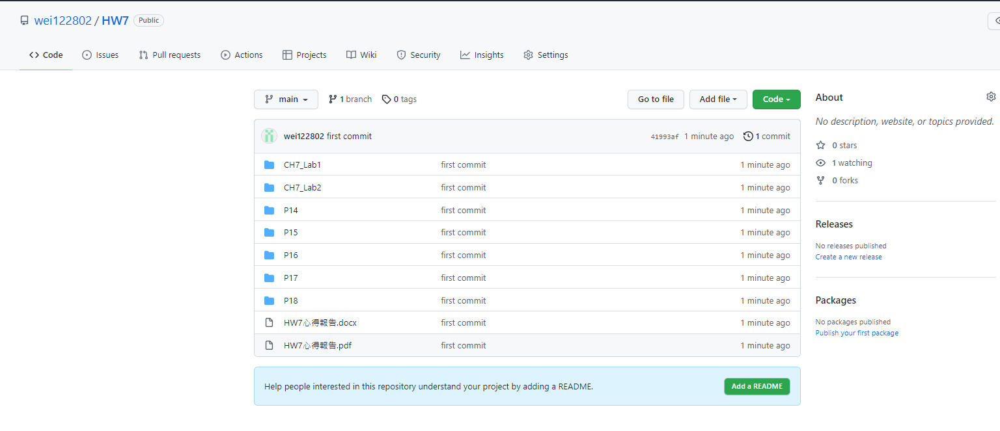 wei122802 / HW7 Public
Code Issues Pull requests Actions Projects Wiki Security Insights Settings
main 1 branch 0 tags Go to file Add file Code
wei122802 first commit 41993af 1 minute ago 1 commit
CH7_Lab1 first commit 1 minute ago
CH7_Lab2 first commit 1 minute ago
P14 first commit 1 minute ago
P15 first commit 1 minute ago
P16 first commit 1 minute ago
P17 first commit 1 minute ago
P18 first commit 1 minute ago
HW7心得報告.docx first commit 1 minute ago
HW7心得報告.pdf first commit 1 minute ago
Help people interested in this repository understand your project by adding a README. Add a README
About
No description, website, or topics provided.
0 stars
1 watching
0 forks
Releases
No releases published
Create a new release
Packages
No packages published
Publish your first package